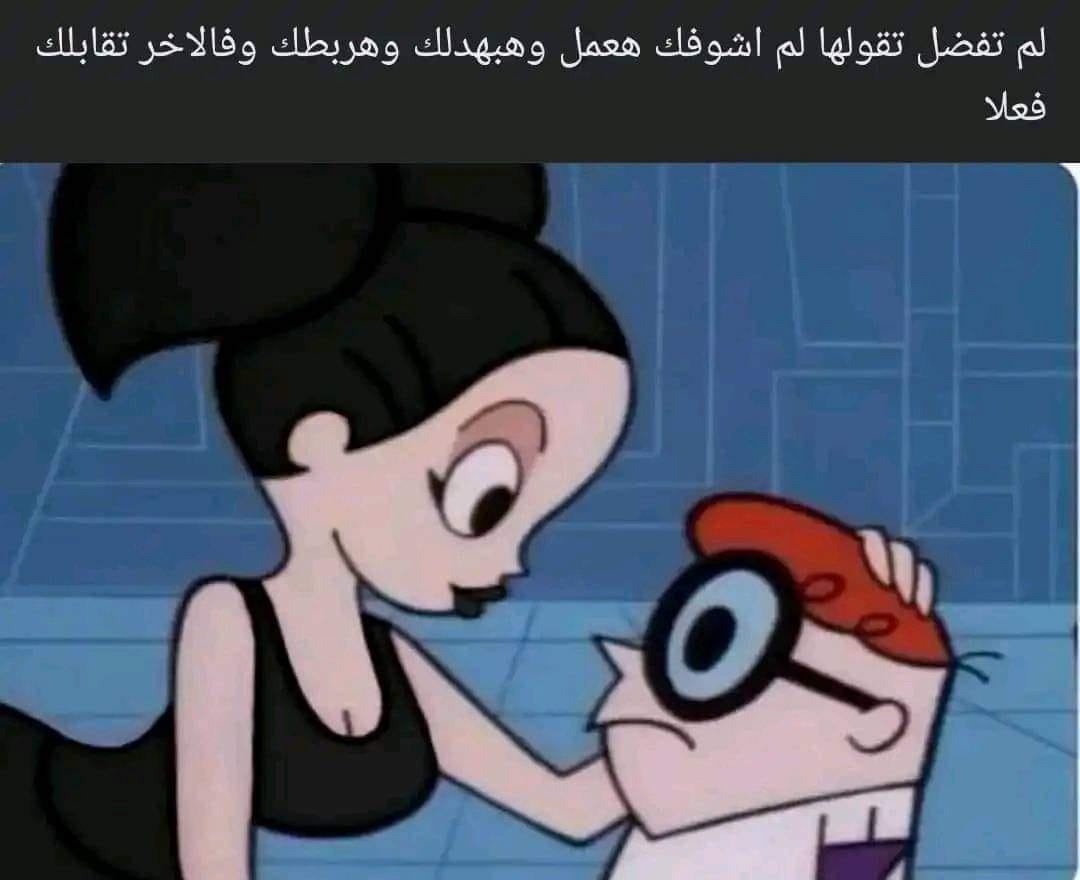 لم تفضل تقولها لم اشوفك هعمل وهبهدلك وهربطك وفالاخر تقابلك
فعلا